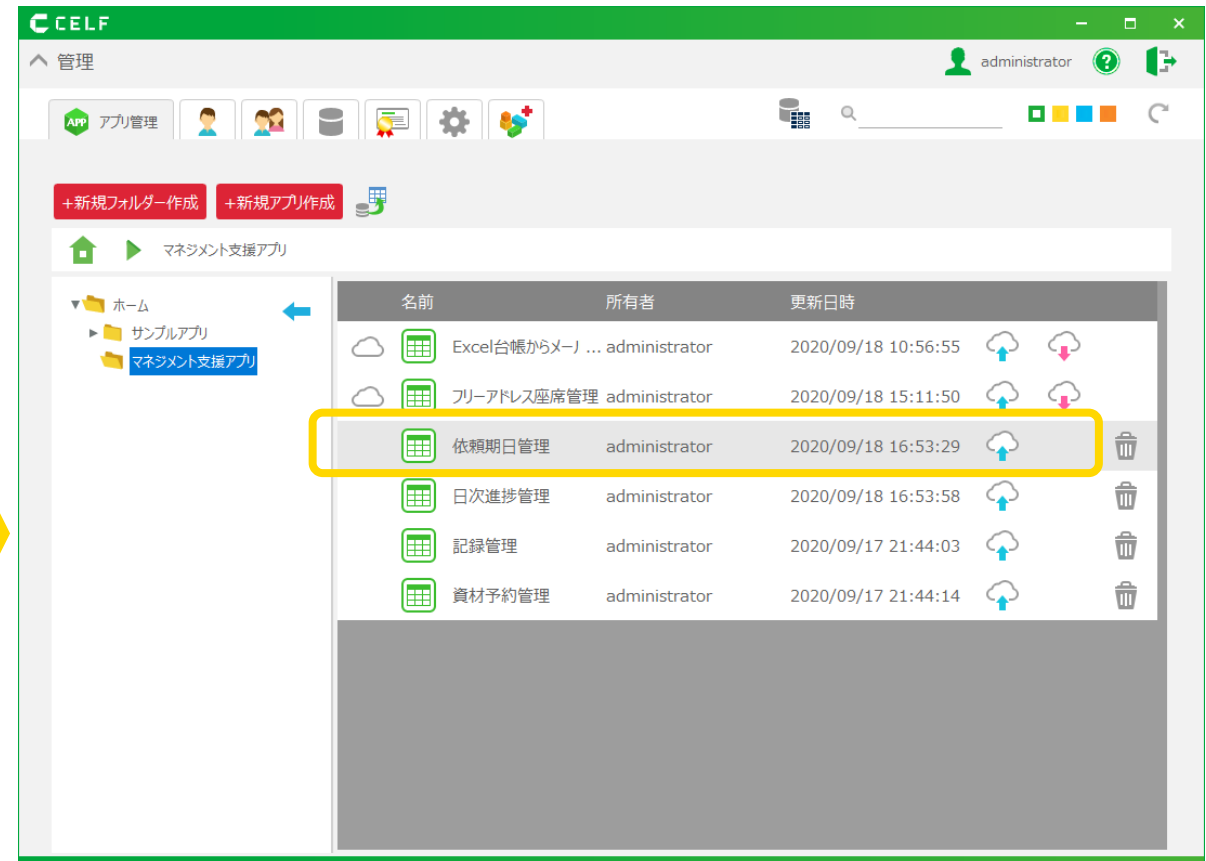 CELF
管理
administrator
APP アプリ管理
+新規フォルダー作成
+新規アプリ作成
マネジメント支援アプリ
ホーム
サンプルアプリ
マネジメント支援アプリ
名前 所有者 更新日時
Excel台帳からメール ... administrator 2020/09/18 10:56:55
フリーアドレス座席管理 administrator 2020/09/18 15:11:50
依頼期日管理 administrator 2020/09/18 16:53:29
日次進捗管理 administrator 2020/09/18 16:53:58
記録管理 administrator 2020/09/17 21:44:03
資材予約管理 administrator 2020/09/17 21:44:14